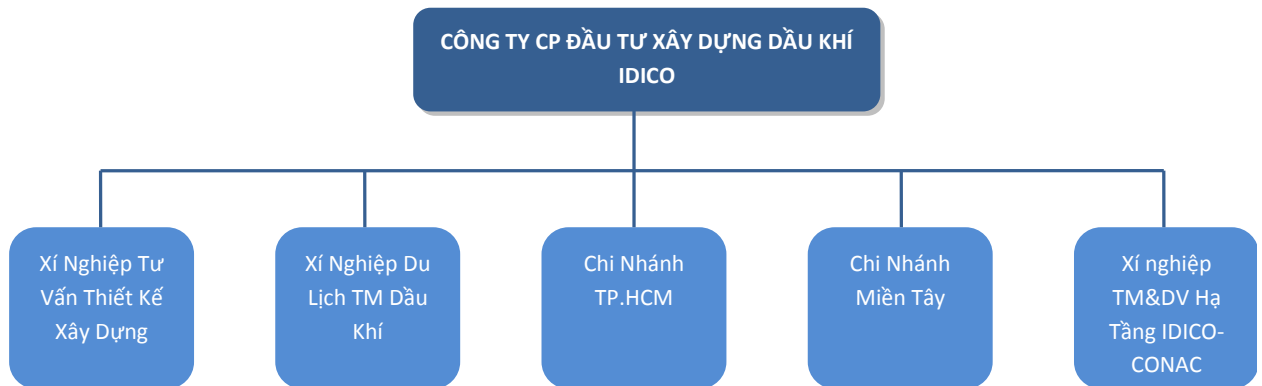 CÔNG TY CP ĐẦU TƯ XÂY DỰNG DẦU KHÍ
IDICO
Xí Nghiệp Tư
Vấn Thiết Kế
Xây Dựng
Xí Nghiệp Du
Lịch TM Dầu
Khí
Chi Nhánh
TP.HCM
Chi Nhánh
Miền Tây
Xí nghiệp
TM&DV Hạ
Tầng IDICO-
CONAC